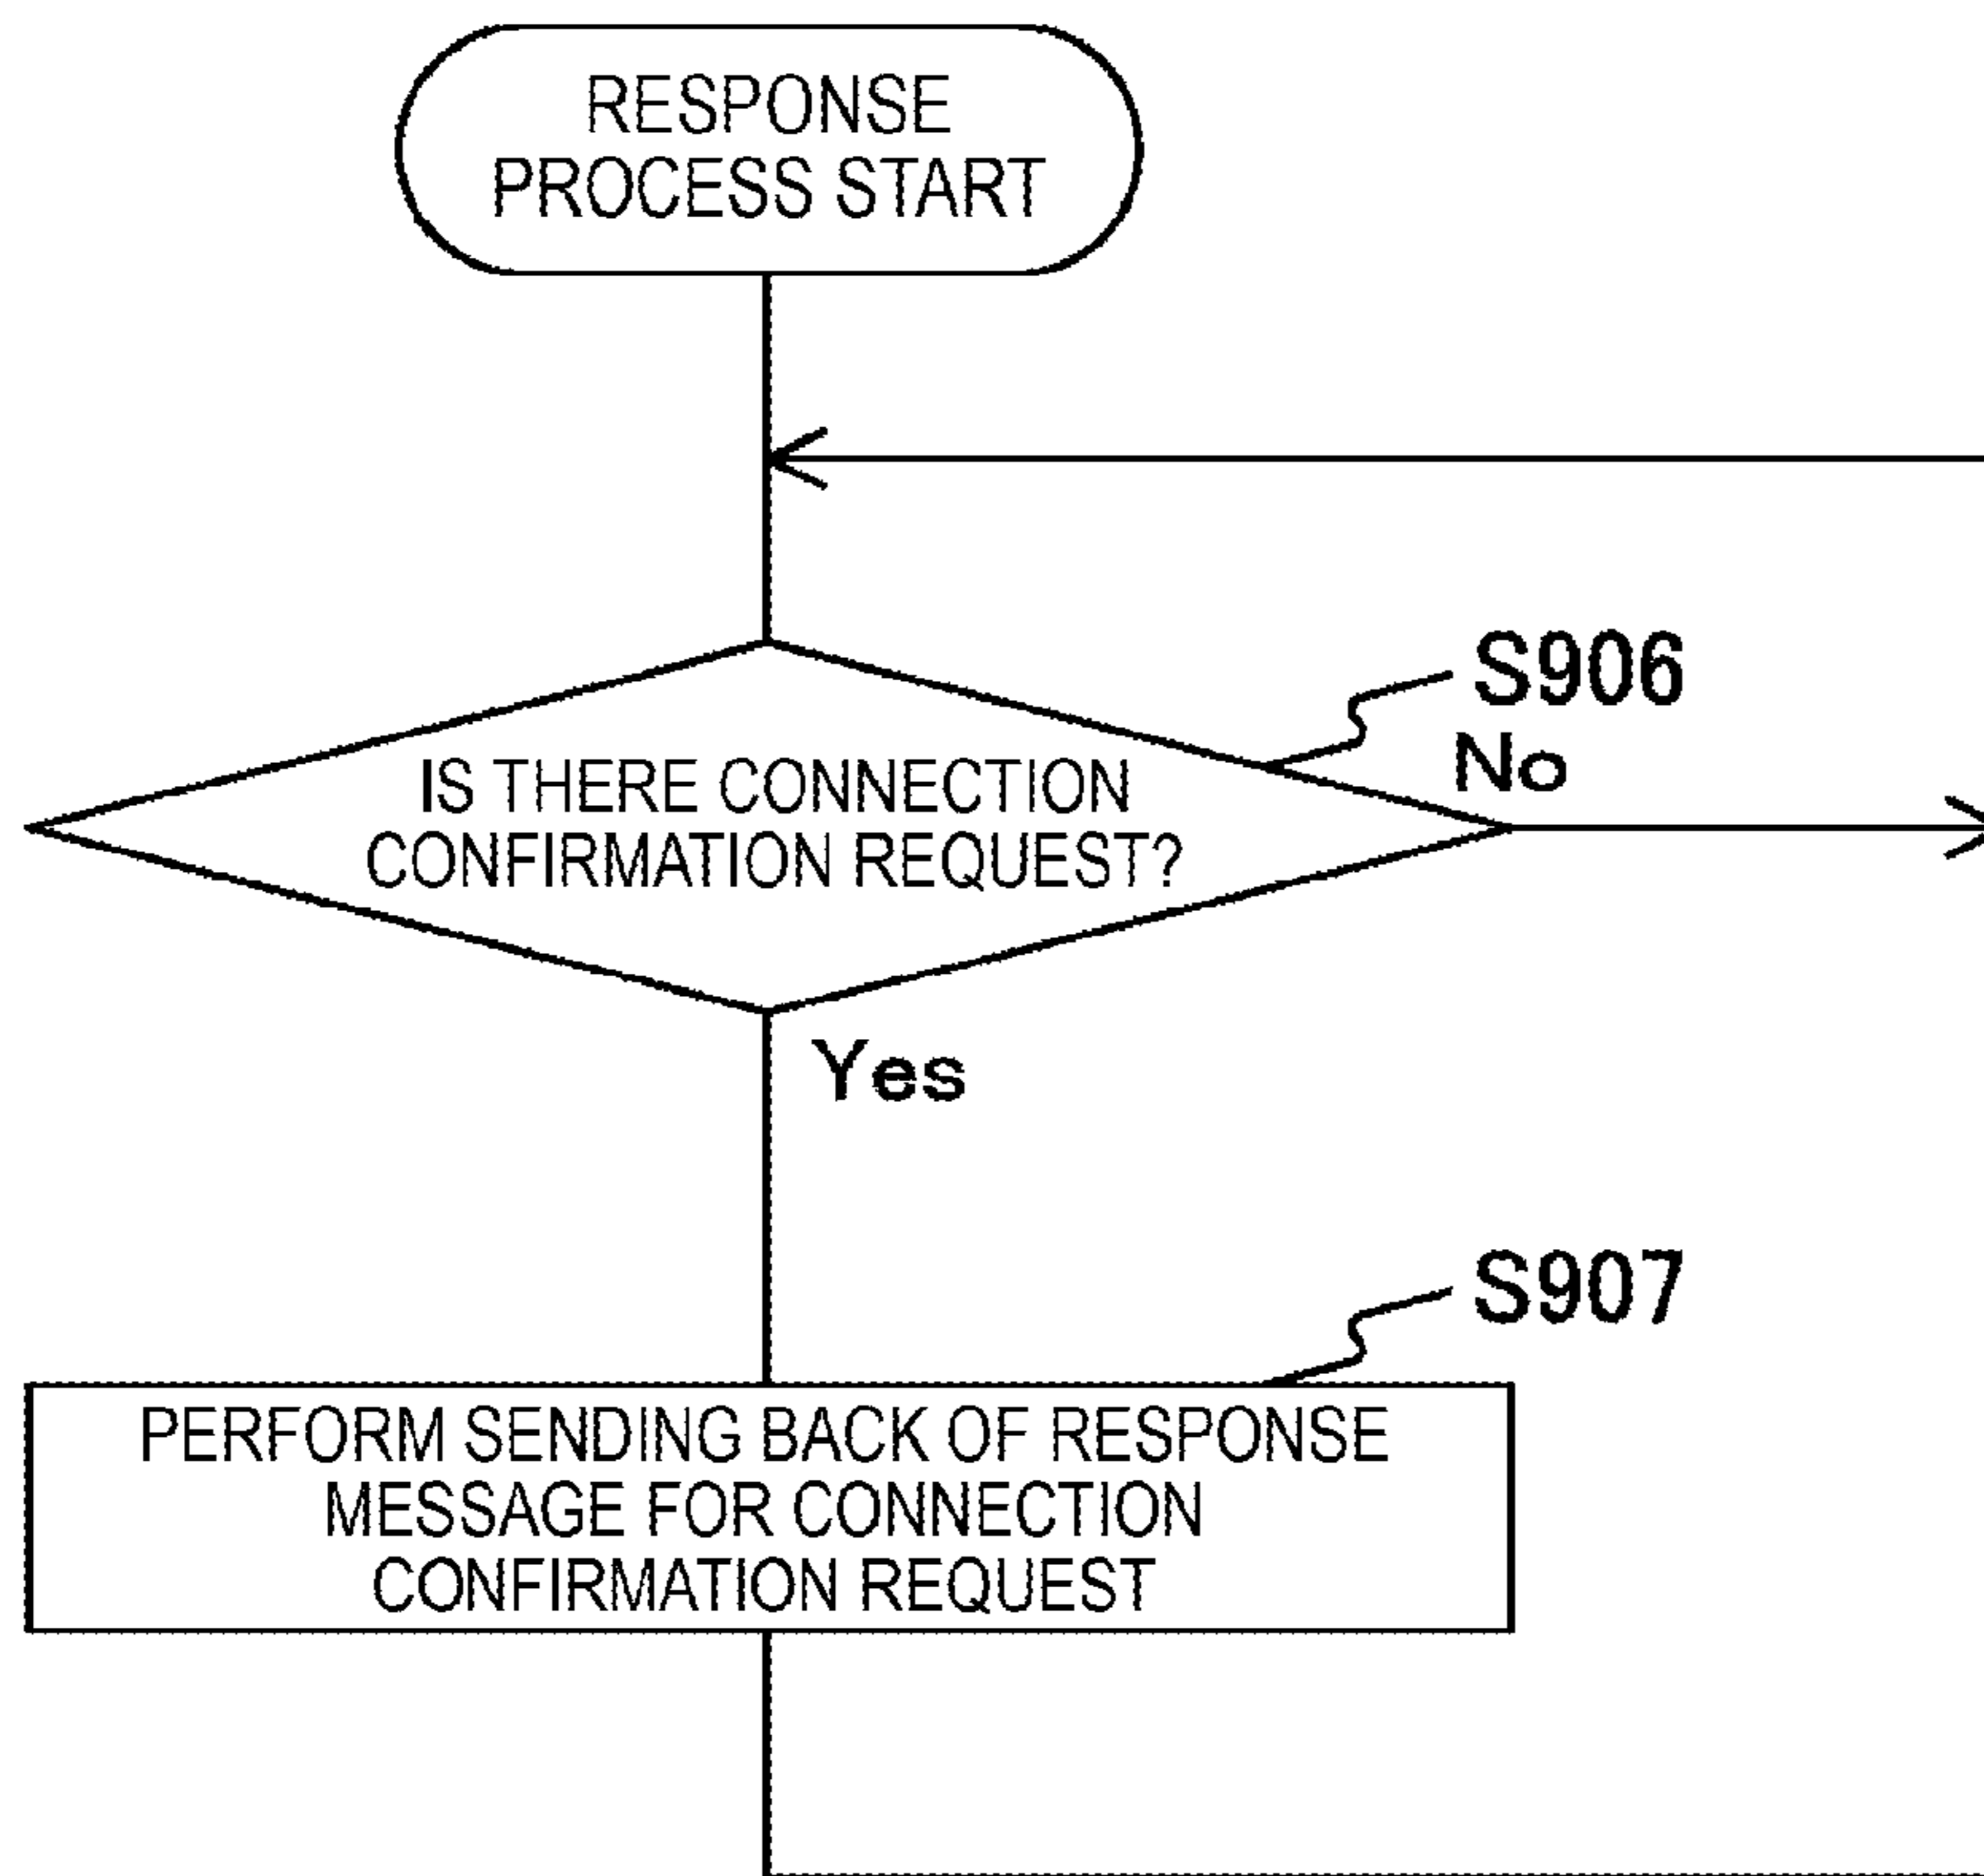 RESPONSE
PROCESS START
S906
No
IS THERE CONNECTION
CONFIRMATION REQUEST?
Yes
S907
PERFORM SENDING BACK OF RESPONSE
MESSAGE FOR CONNECTION
CONFIRMATION REQUEST